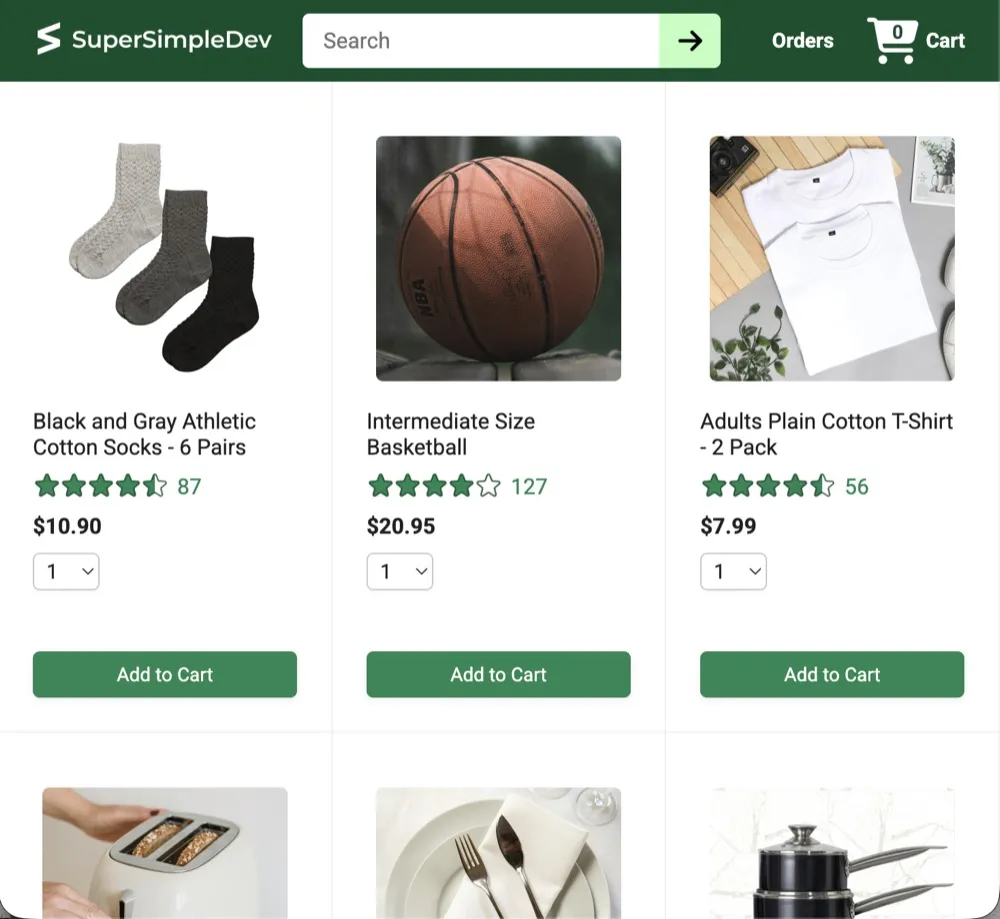 SuperSimpleDev
Search
Orders
0
Cart
NBA
Black and Gray Athletic
Cotton Socks - 6 Pairs
87
$10.90
1
Add to Cart
Intermediate Size
Basketball
127
$20.95
1
Add to Cart
Adults Plain Cotton T-Shirt
- 2 Pack
56
$7.99
1
Add to Cart